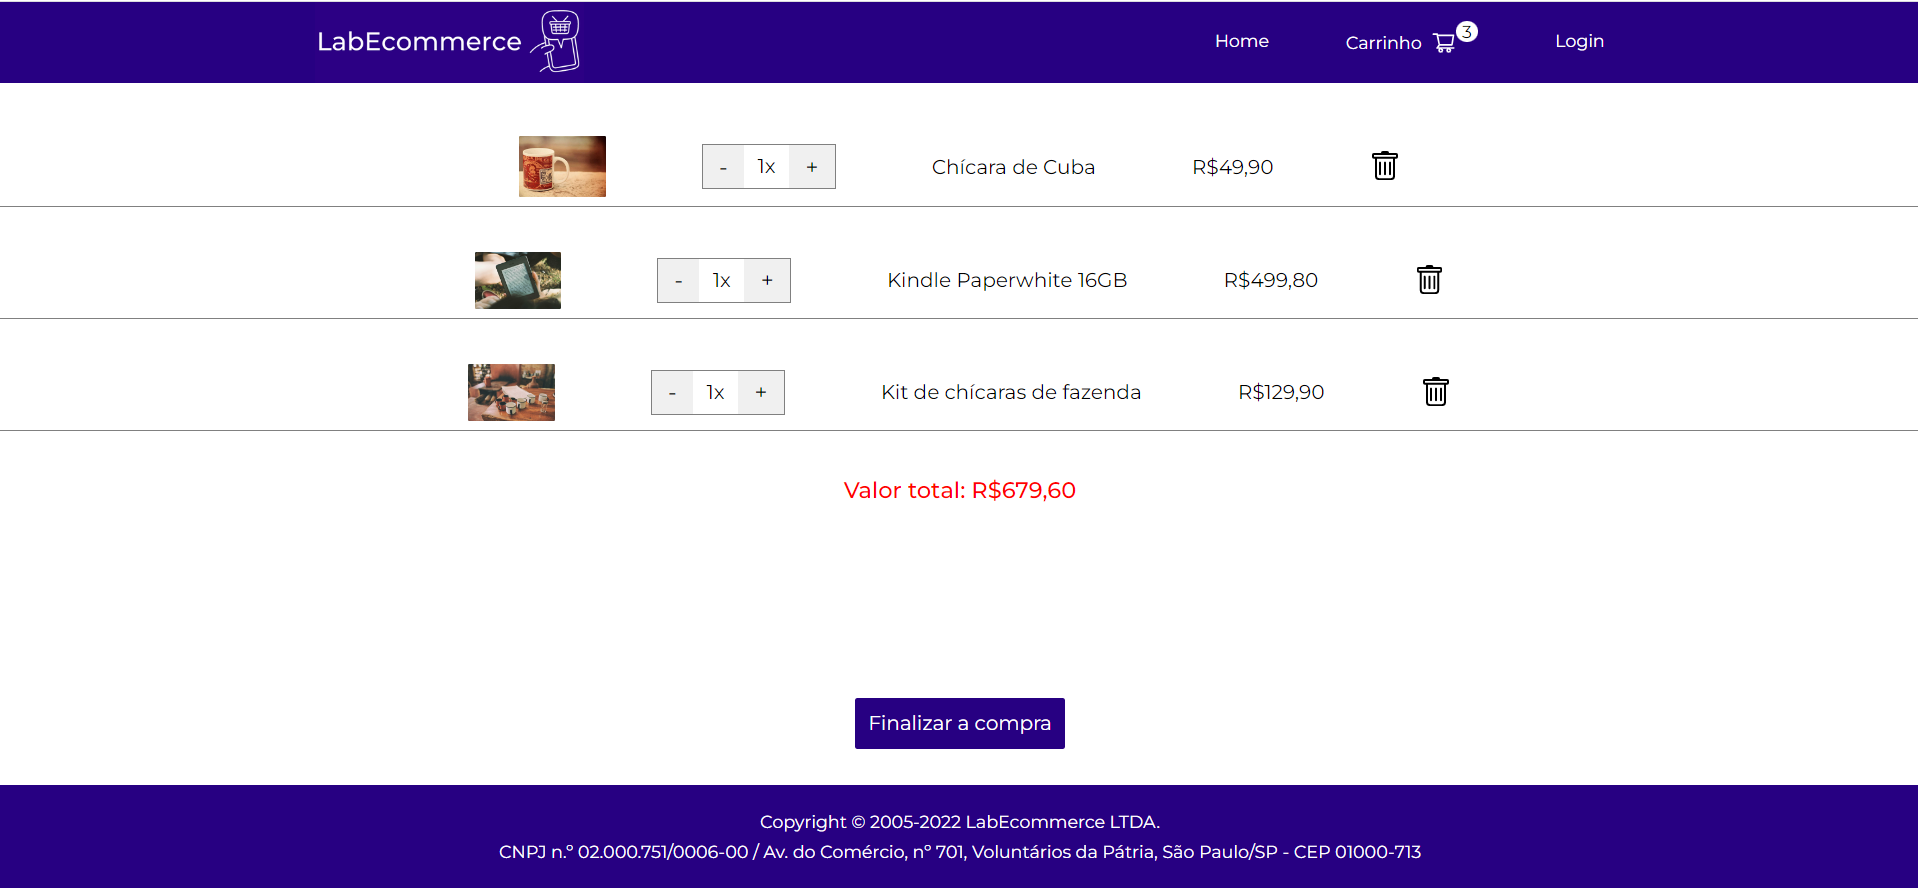 LabEcommerce
Home
Carrinho
3
Login
- 1x +
Chícara de Cuba
R$49,90
- 1x +
Kindle Paperwhite 16GB
R$499,80
- 1x +
Kit de chícaras de fazenda
R$129,90
Valor total: R$679,60
Finalizar a compra
Copyright © 2005-2022 LabEcommerce LTDA.
CNPJ n.º 02.000.751/0006-00 / Av. do Comércio, nº 701, Voluntários da Pátria, São Paulo/SP - CEP 01000-713